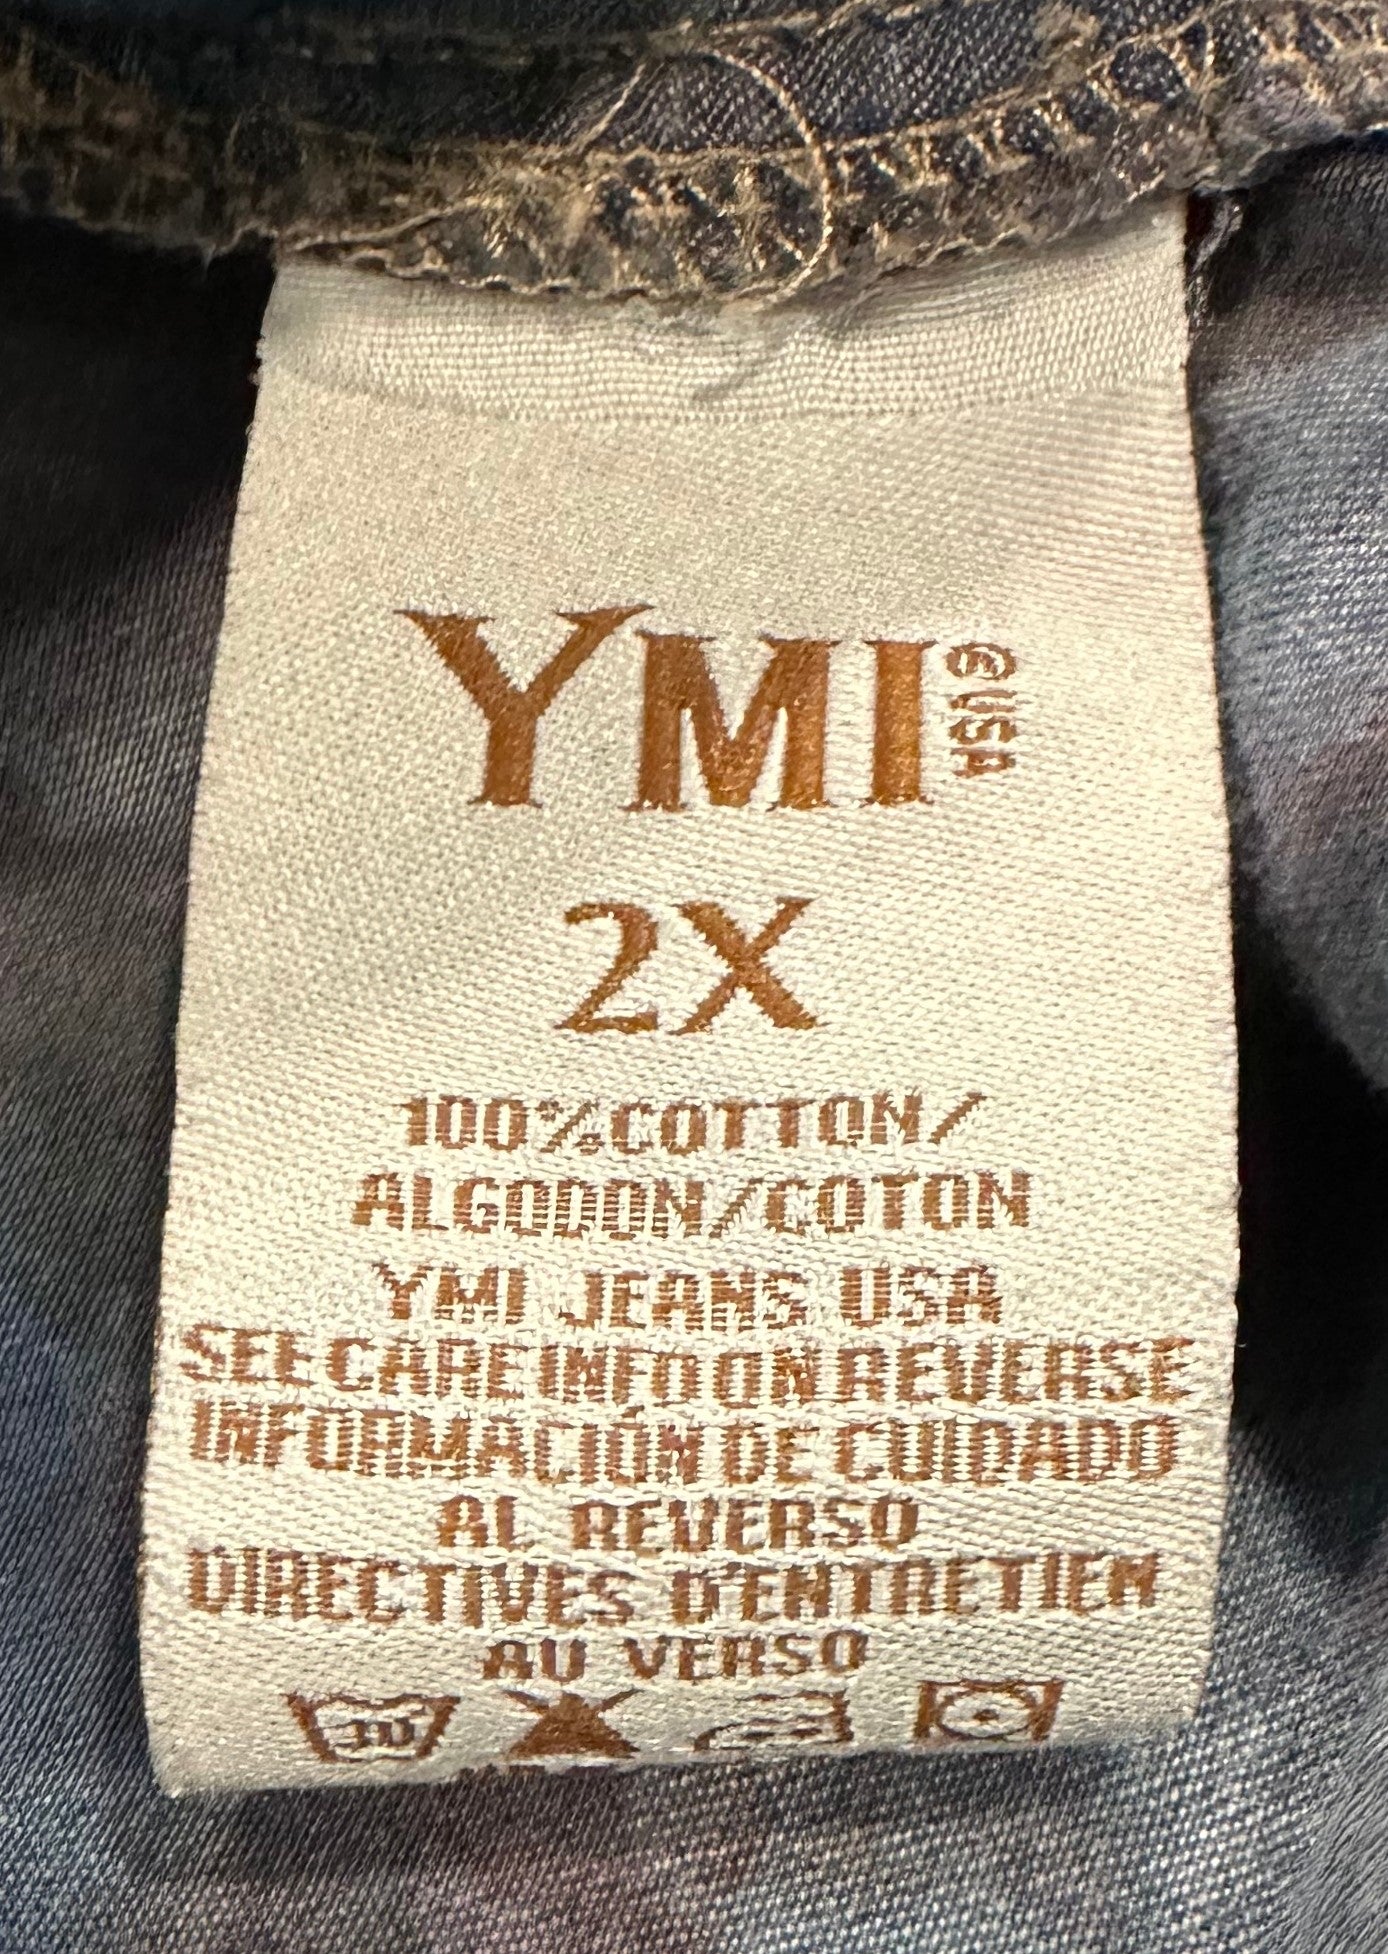 YMI® USA
2X
100%COTTON/
ALGODON/COTON
YMI JEANS USA
SEE CARE INFO ON REVERSE
INFORMACIÓN DE CUIDADO
AL REVERSO
DIRECTIVES D'ENTRETIEN
AU VERSO
30